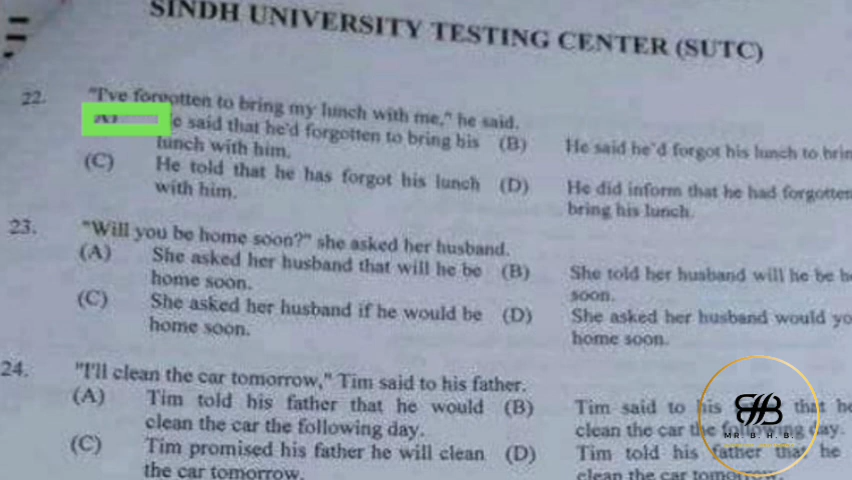 SINDH UNIVERSITY TESTING CENTER (SUTC)
22. "I've forgotten to bring my lunch with me," he said.
said that he'd forgotten to bring his lunch with him.
(B) He said he'd forgot his lunch to
(C) He told that he has forgot his lunch with him.
(D) He did inform that he had forgotten bring his lunch.
23. "Will you be home soon?" she asked her husband.
(A) She asked her husband that will he be home soon.
(B) She told her husband will he be soon.
(C) She asked her husband if he would be home soon.
(D) She asked her husband would home soon.
24. "I'll clean the car tomorrow," Tim said to his father.
(A) Tim told his father that he would clean the car the following day.
(B) Tim said to his that clean the car the following day.
(C) Tim promised his father he will clean the car tomorrow.
(D) Tim told his father that he clean the car tomorrow.
MR. B. H. B.